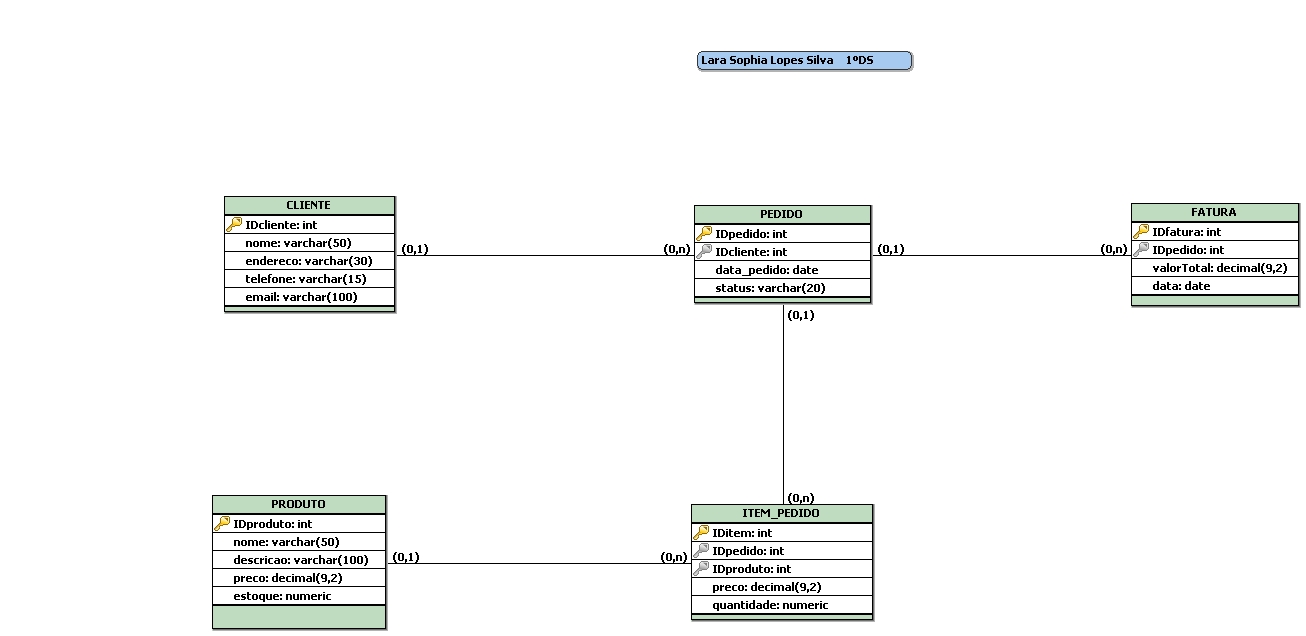 Lara Sophia Lopes Silva 1ºDS
CLIENTE
IDcliente: int
nome: varchar(50)
endereco: varchar(30)
telefone: varchar(15)
email: varchar(100)
(0,1)
(0,n)
PEDIDO
IDpedido: int
IDcliente: int
data_pedido: date
status: varchar(20)
(0,1)
(0,n)
FATURA
IDfatura: int
IDpedido: int
valorTotal: decimal(9,2)
data: date
(0,1)
(0,n)
PRODUTO
IDproduto: int
nome: varchar(50)
descricao: varchar(100)
preco: decimal(9,2)
estoque: numeric
(0,1)
(0,n)
ITEM_PEDIDO
IDitem: int
IDpedido: int
IDproduto: int
preco: decimal(9,2)
quantidade: numeric